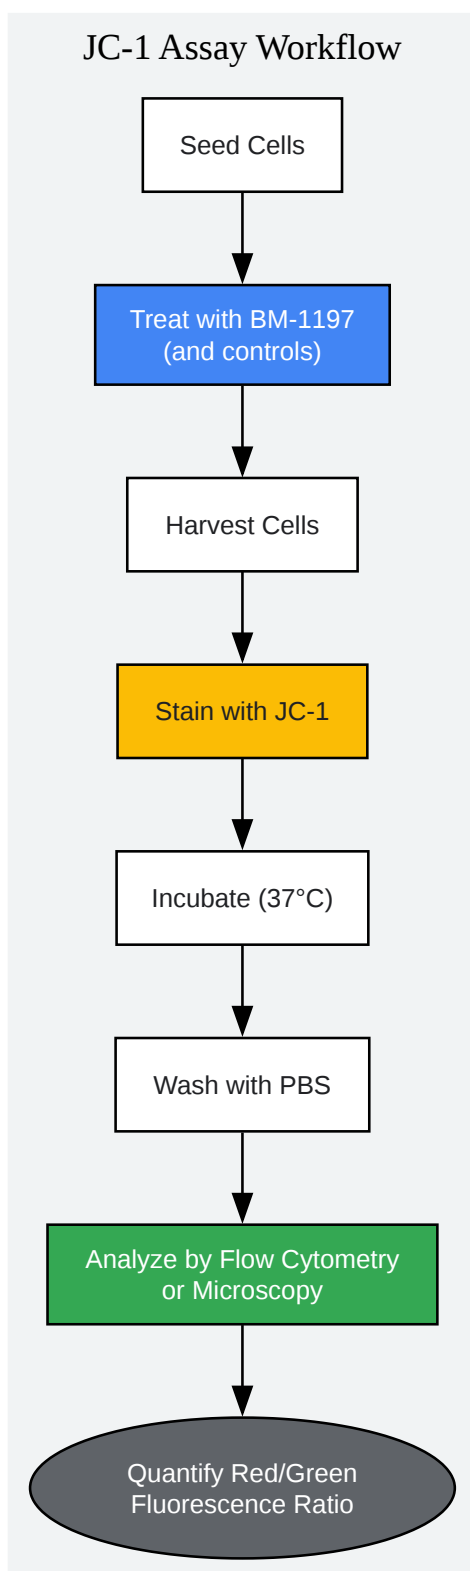 JC-1 Assay Workflow
Seed Cells
Treat with BM-1197
(and controls)
Harvest Cells
Stain with JC-1
Incubate (37°C)
Wash with PBS
Analyze by Flow Cytometry
or Microscopy
Quantify Red/Green
Fluorescence Ratio